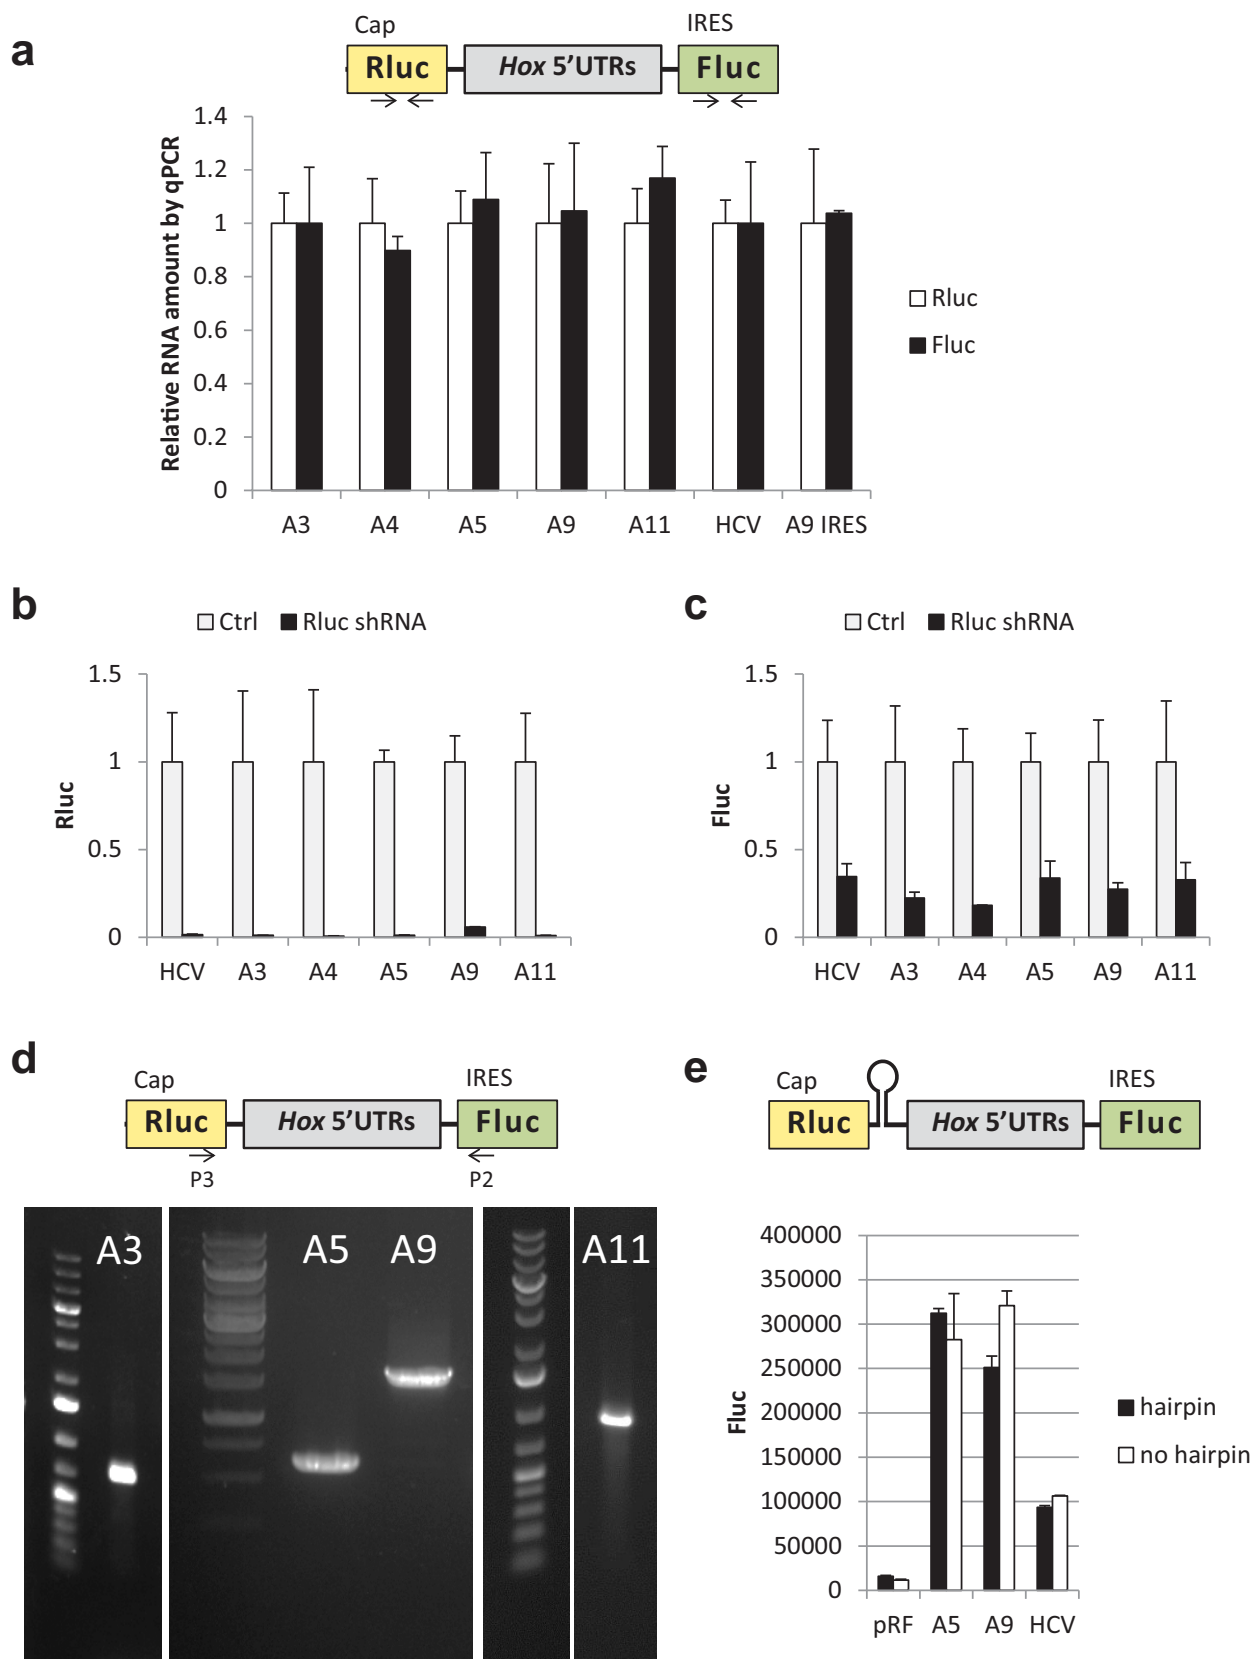 a
Cap IRES
Rluc Hox 5'UTRs Fluc
Relative RNA amount by qPCR
1.4
1.2
1
0.8
0.6
0.4
0.2
0
A3 A4 A5 A9 A11 HCV A9 IRES
Rluc
Fluc
b
Ctrl Rluc shRNA
Rluc
1.5
1
0.5
0
HCV A3 A4 A5 A9 A11
c
Ctrl Rluc shRNA
Fluc
1.5
1
0.5
0
HCV A3 A4 A5 A9 A11
d
Cap IRES
Rluc Hox 5'UTRs Fluc
P3 P2
A3 A5 A9 A11
e
Cap IRES
Rluc Hox 5'UTRs Fluc
Fluc
400000
350000
300000
250000
200000
150000
100000
50000
0
pRF A5 A9 HCV
hairpin
no hairpin